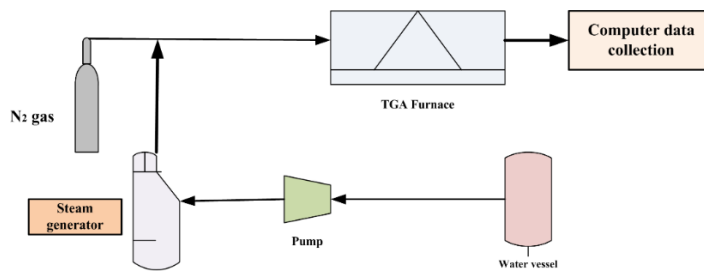 Computer data
collection
TGA Furnace
N2 gas
Steam
generator
Pump
Water vessel